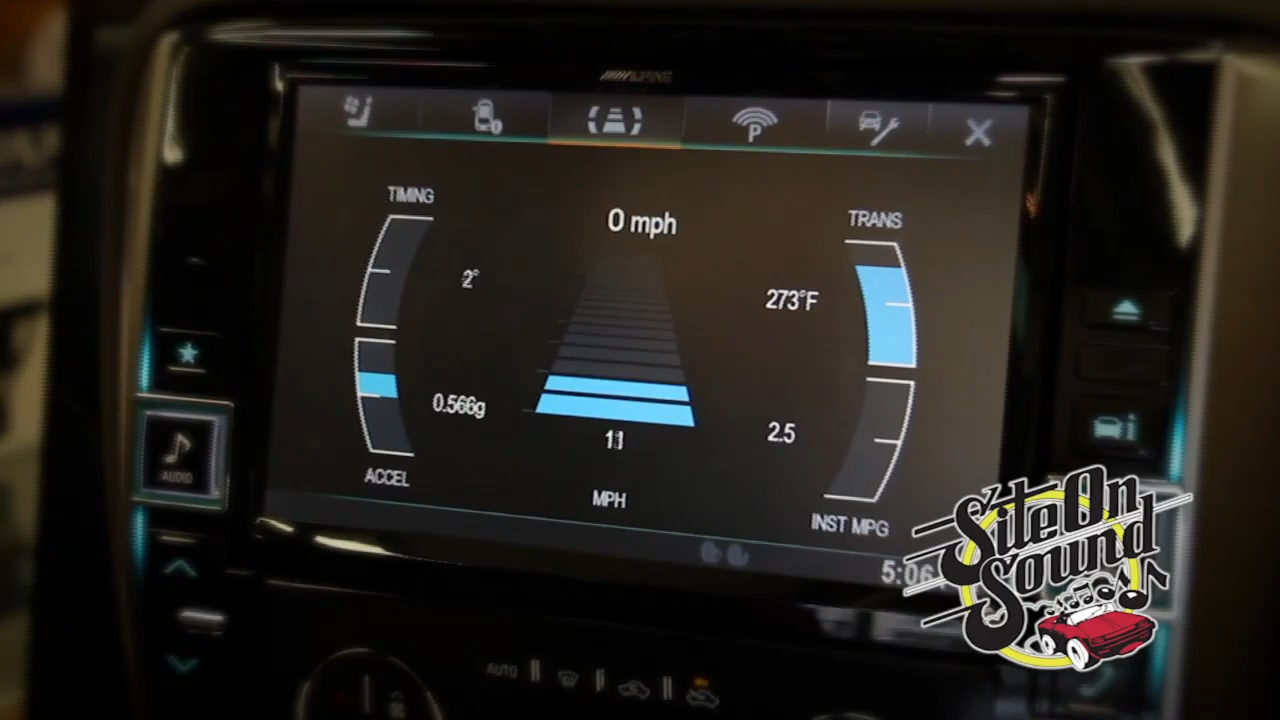 ALPINE
P
TIMING
0 mph
TRANS
2°
273°F
0.566g
11
2.5
ACCEL
MPH
INST MPG
AUDIO
5:06
AUTO
Site On
Sound